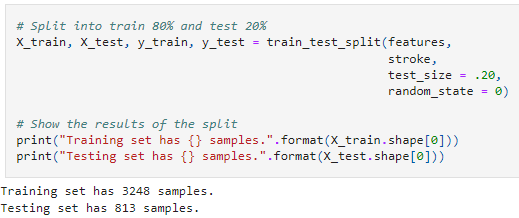 # Split into train 80% and test 20%
X_train, X_test, y_train, y_test = train_test_split(features,
stroke,
test_size = .20,
random_state = 0)
# Show the results of the split
print("Training set has {} samples.".format(X_train.shape[0]))
print("Testing set has {} samples.".format(X_test.shape[0]))
Training set has 3248 samples.
Testing set has 813 samples.